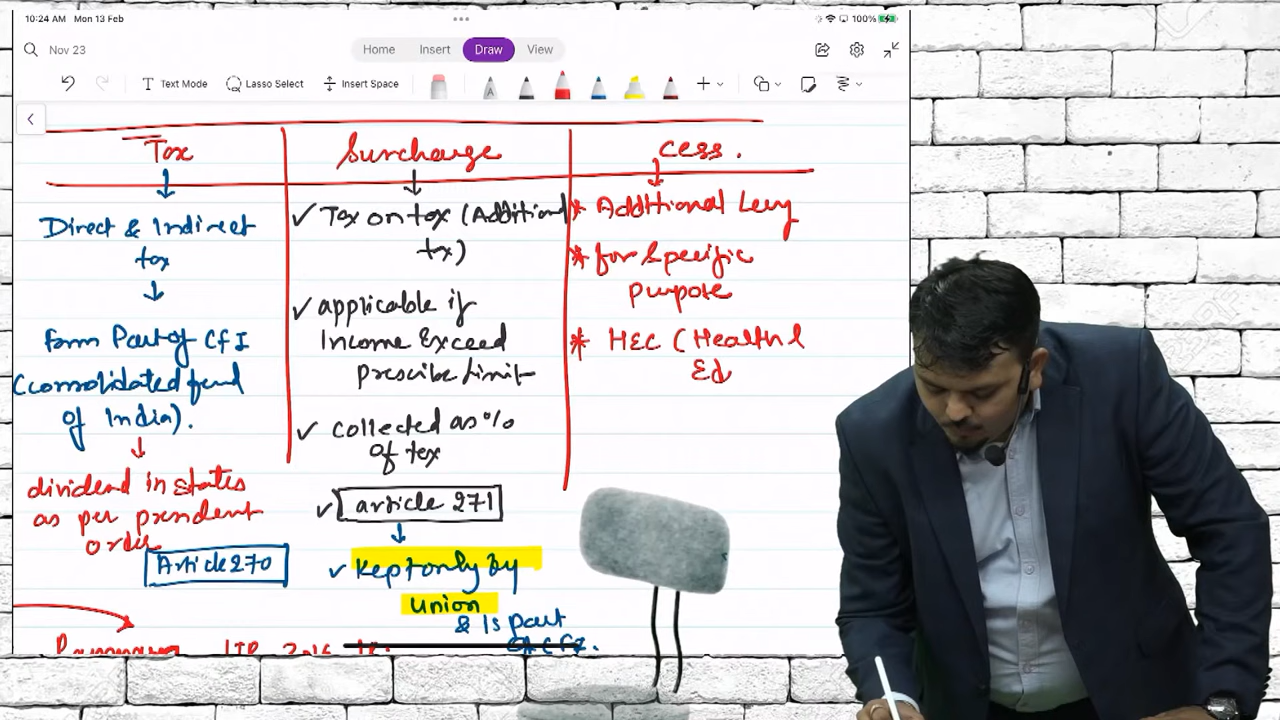 10:24 AM Mon 13 Feb
100%
Nov 23
Home Insert Draw View
Text Mode Lasso Select Insert Space
Tax
Direct & Indirect
tax
Form Part of CFI
(consolidated fund
of India).
dividend in states
as per president
order
Article 270
Surcharge
Tax on tax (Additional
tx)
applicable if
Income Exceed
prescribe limit
collected as %
of tax
article 271
Kept only by
union
& is part
of CFI.
cess.
* Additional Levy
* for Specific
purpose
* HEC (Health &
Ed